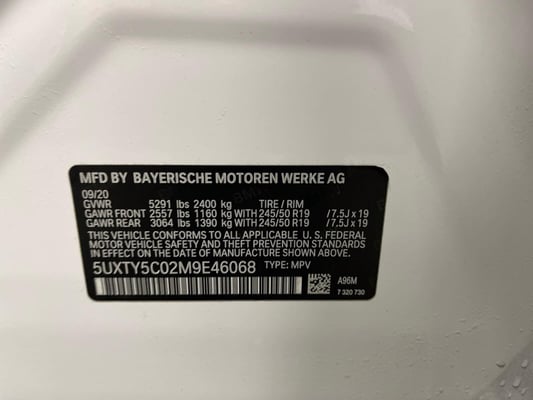 MFD BY BAYERISCHE MOTOREN WERKE AG
09/20
GVWR 5291 lbs 2400 kg TIRE / RIM
GAWR FRONT 2557 lbs 1160 kg WITH 245/50 R19 / 7.5J x 19
GAWR REAR 3064 lbs 1390 kg WITH 245/50 R19 / 7.5J x 19
THIS VEHICLE CONFORMS TO ALL APPLICABLE U. S. FEDERAL
MOTOR VEHICLE SAFETY AND THEFT PREVENTION STANDARDS
IN EFFECT ON THE DATE OF MANUFACTURE SHOWN ABOVE.
5UXTY5C02M9E46068 TYPE: MPV
A96M
7 320 730